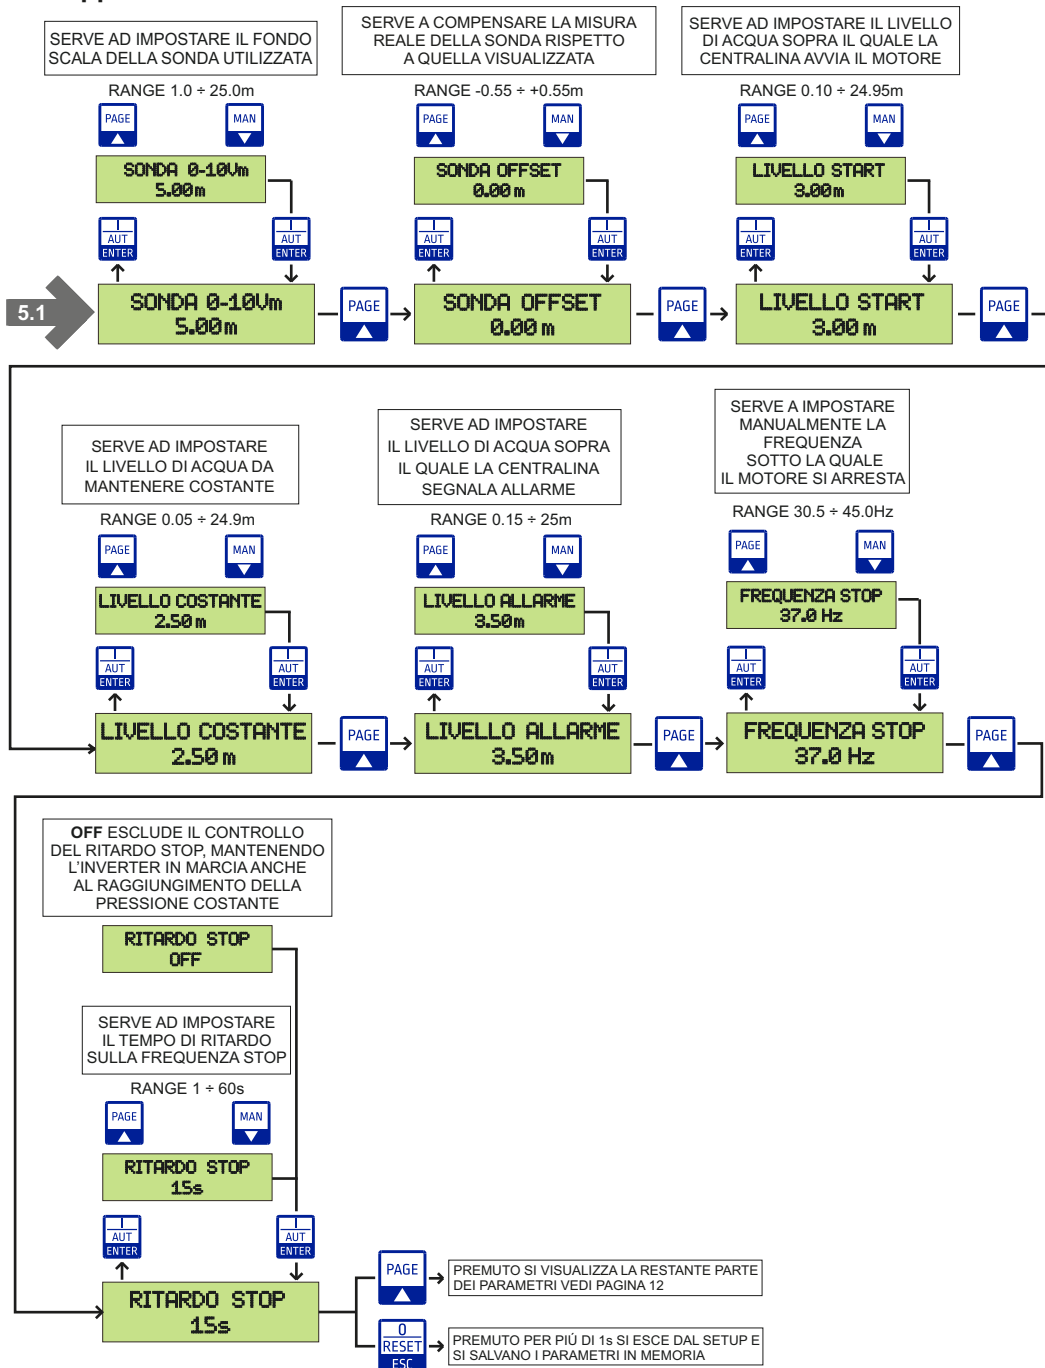 SERVE AD IMPOSTARE IL FONDO
SCALA DELLA SONDA UTILIZZATA
SERVE A COMPENSARE LA MISURA
REALE DELLA SONDA RISPETTO
A QUELLA VISUALIZZATA
SERVE AD IMPOSTARE IL LIVELLO
DI ACQUA SOPRA IL QUALE LA
CENTRALINA AVVIA IL MOTORE
RANGE 1.0 ÷ 25.0m
RANGE -0.55 ÷ +0.55m
RANGE 0.10 ÷ 24.95m
PAGE
MAN
PAGE
MAN
PAGE
MAN
SONDA 0-10Vm
5.00m
SONDA OFFSET
0.00 m
LIVELLO START
3.00m
I
AUT
ENTER
I
AUT
ENTER
I
AUT
ENTER
I
AUT
ENTER
I
AUT
ENTER
I
AUT
ENTER
5.1
SONDA 0-10Vm
5.00m
PAGE
SONDA OFFSET
0.00 m
PAGE
LIVELLO START
3.00 m
PAGE
SERVE AD IMPOSTARE
IL LIVELLO DI ACQUA DA
MANTENERE COSTANTE
SERVE AD IMPOSTARE
IL LIVELLO DI ACQUA SOPRA
IL QUALE LA CENTRALINA
SEGNALA ALLARME
SERVE A IMPOSTARE
MANUALMENTE LA
FREQUENZA
SOTTO LA QUALE
IL MOTORE SI ARRESTA
RANGE 0.05 ÷ 24.9m
RANGE 0.15 ÷ 25m
RANGE 30.5 ÷ 45.0Hz
PAGE
MAN
PAGE
MAN
PAGE
MAN
LIVELLO COSTANTE
2.50 m
LIVELLO ALLARME
3.50m
FREQUENZA STOP
37.0 Hz
I
AUT
ENTER
I
AUT
ENTER
I
AUT
ENTER
I
AUT
ENTER
I
AUT
ENTER
I
AUT
ENTER
LIVELLO COSTANTE
2.50 m
PAGE
LIVELLO ALLARME
3.50m
PAGE
FREQUENZA STOP
37.0 Hz
PAGE
OFF ESCLUDE IL CONTROLLO
DEL RITARDO STOP, MANTENENDO
L'INVERTER IN MARCIA ANCHE
AL RAGGIUNGIMENTO DELLA
PRESSIONE COSTANTE
RITARDO STOP
OFF
SERVE AD IMPOSTARE
IL TEMPO DI RITARDO
SULLA FREQUENZA STOP
RANGE 1 ÷ 60s
PAGE
MAN
RITARDO STOP
15s
I
AUT
ENTER
I
AUT
ENTER
RITARDO STOP
15s
PAGE
PREMUTO SI VISUALIZZA LA RESTANTE PARTE
DEI PARAMETRI VEDI PAGINA 12
0
RESET
ESC
PREMUTO PER PIÚ DI 1s SI ESCE DAL SETUP E
SI SALVANO I PARAMETRI IN MEMORIA